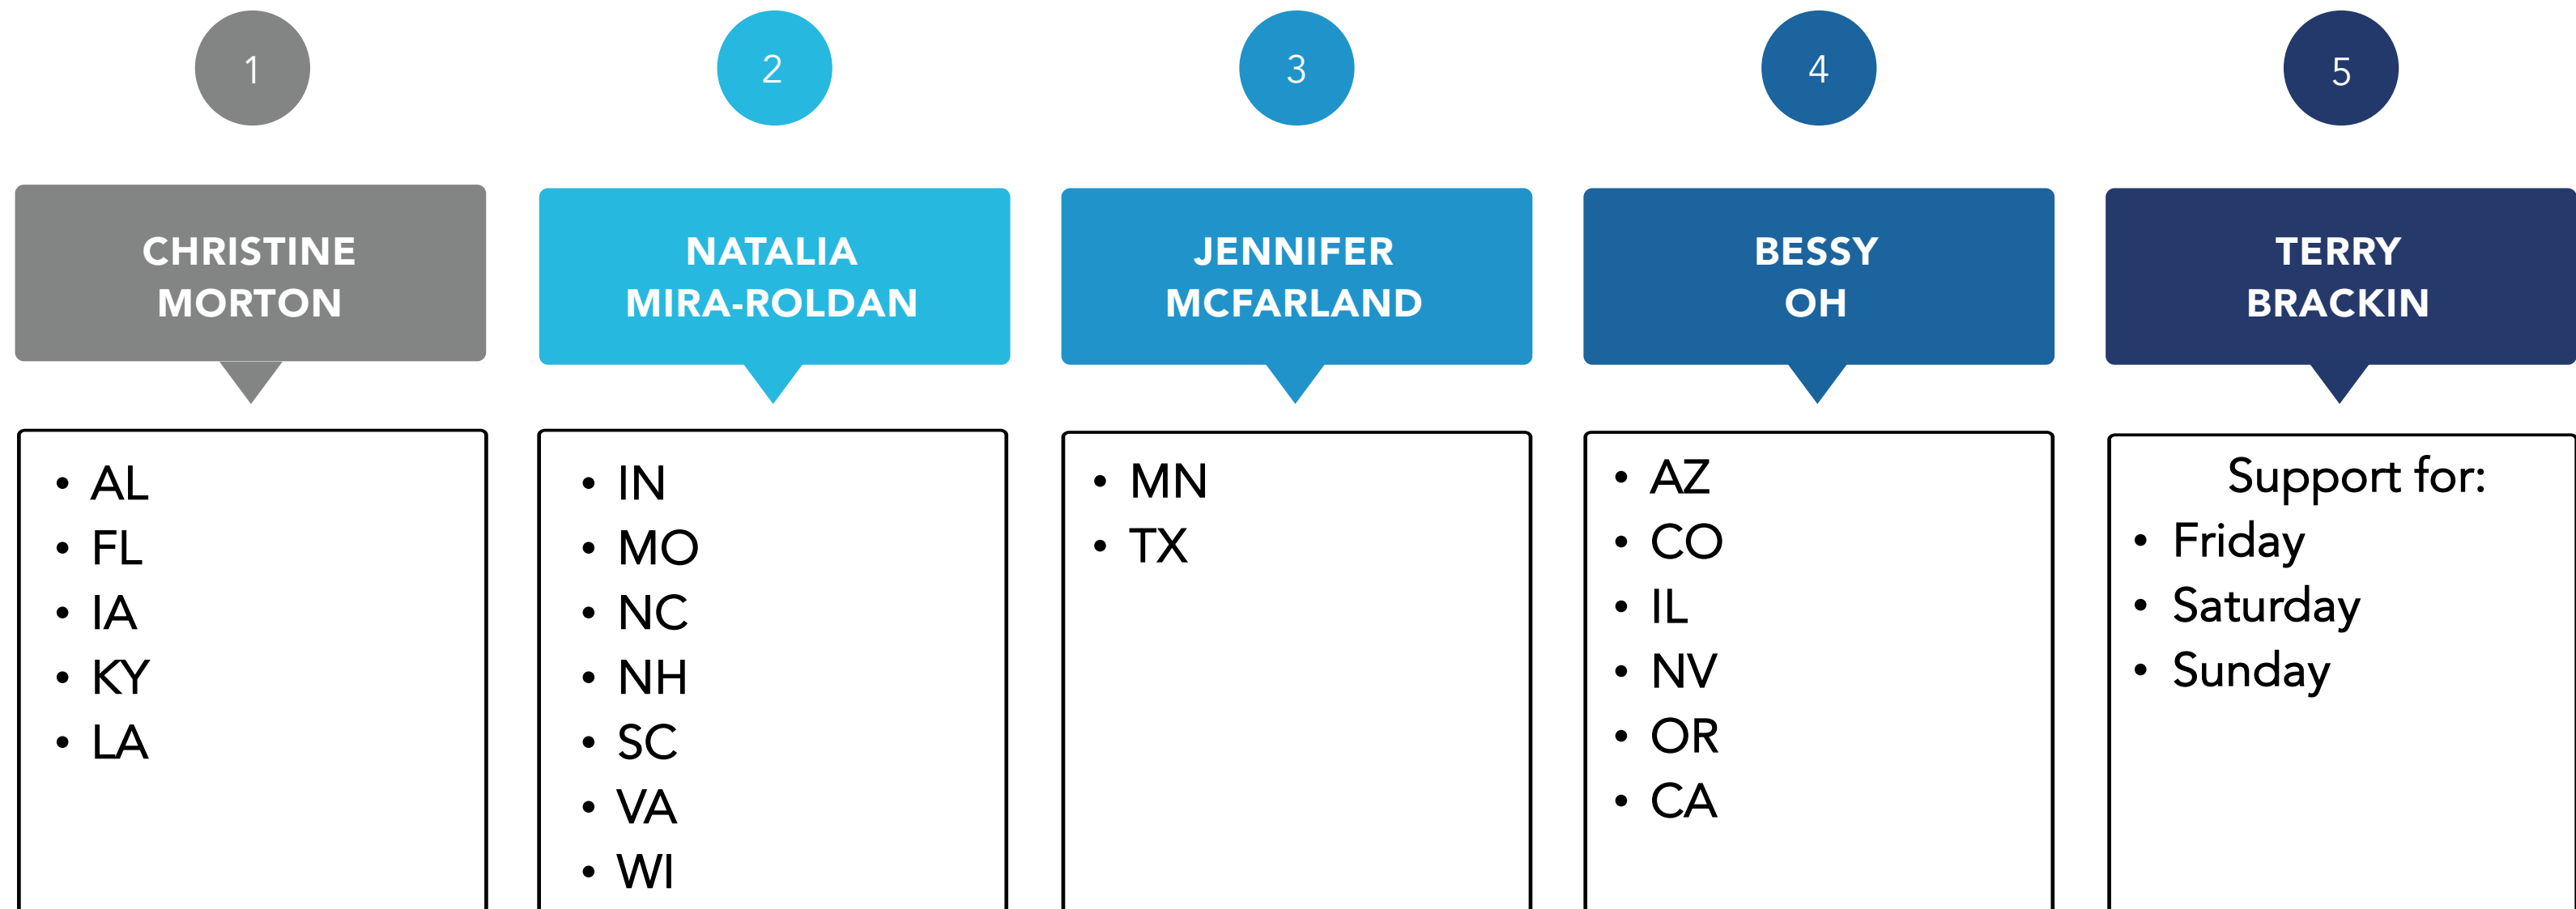 1
2
3
4
5
CHRISTINE
MORTON
NATALIA
MIRA-ROLDAN
JENNIFER
MCFARLAND
BESSY
OH
TERRY
BRACKIN
• AL
• FL
• IA
• KY
• LA
• IN
• MO
• NC
• NH
• SC
• VA
• WI
• MN
• TX
• AZ
• CO
• IL
• NV
• OR
• CA
Support for:
• Friday
• Saturday
• Sunday